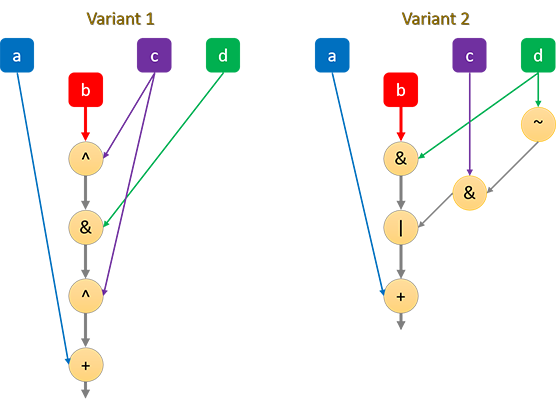 Variant 1
Variant 2
a
c
d
a
c
d
b
b
~
^
&
&
&
|
^
+
+